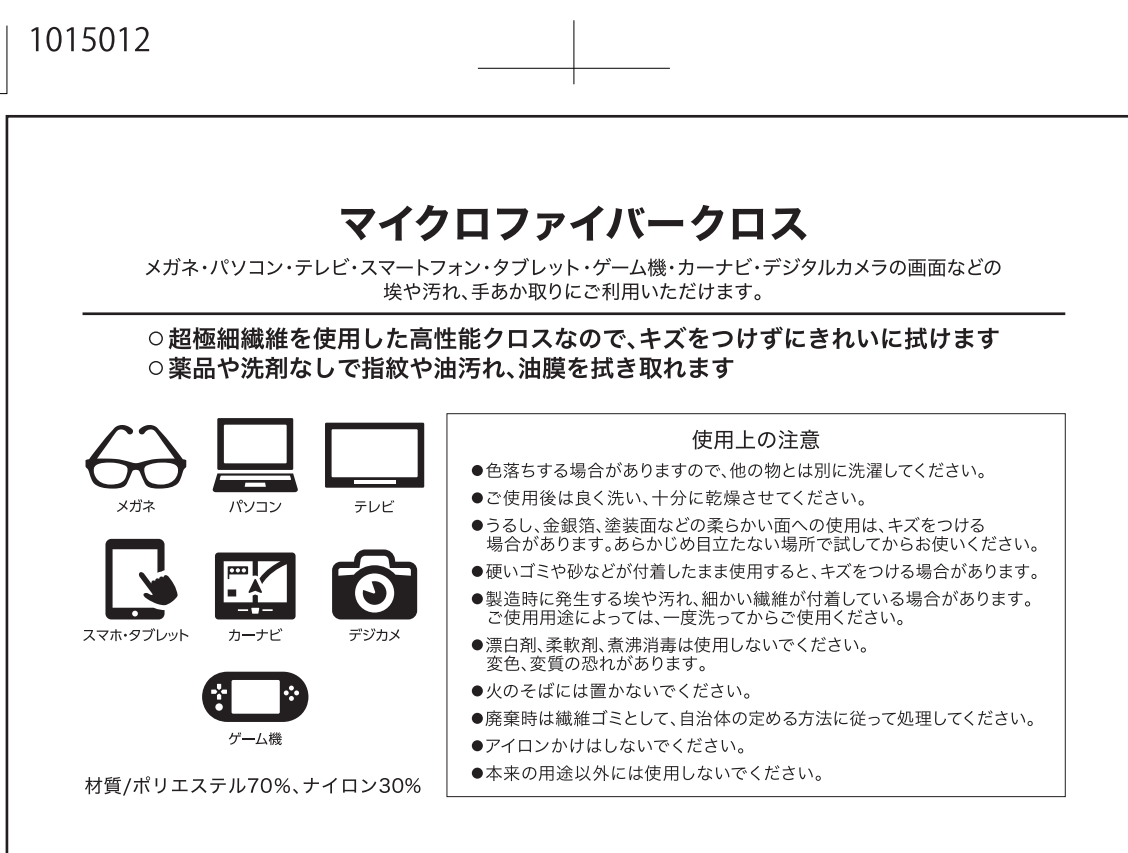 1015012
マイクロファイバークロス
メガネ・パソコン・テレビ・スマートフォン・タブレット・ゲーム機・カーナビ・デジタルカメラの画面などの
埃や汚れ、手あか取りにご利用いただけます。
○超極細繊維を使用した高性能クロスなので、キズをつけずにきれいに拭けます
○薬品や洗剤なしで指紋や油汚れ、油膜を拭き取れます
メガネ
パソコン
テレビ
スマホ・タブレット
カーナビ
デジカメ
ゲーム機
材質/ポリエステル70%、ナイロン30%
使用上の注意
●色落ちする場合がありますので、他の物とは別に洗濯してください。
●ご使用後は良く洗い、十分に乾燥させてください。
●うるし、金銀箔、塗装面などの柔らかい面への使用は、キズをつける
場合があります。あらかじめ目立たない場所で試してからお使いください。
●硬いゴミや砂などが付着したまま使用すると、キズをつける場合があります。
●製造時に発生する埃や汚れ、細かい繊維が付着している場合があります。
ご使用用途によっては、一度洗ってからご使用ください。
●漂白剤、柔軟剤、煮沸消毒は使用しないでください。
変色、変質の恐れがあります。
●火のそばには置かないでください。
●廃棄時は繊維ゴミとして、自治体の定める方法に従って処理してください。
●アイロンかけはしないでください。
●本来の用途以外には使用しないでください。